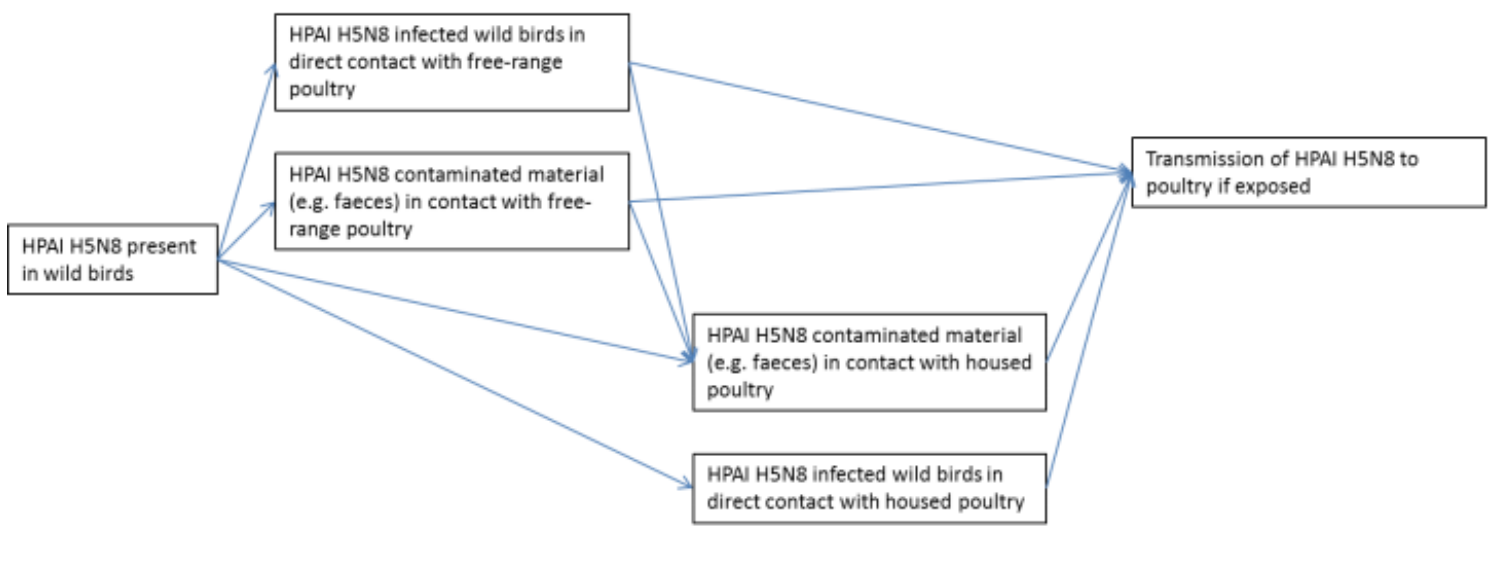 HPAI H5N8 infected wild birds in
direct contact with free-range
poultry
HPAI H5N8 contaminated material
(e.g. faeces) in contact with free-
range poultry
HPAI H5N8 present
in wild birds
Transmission of HPAI H5N8 to
poultry if exposed
HPAI H5N8 contaminated material
(e.g. faeces) in contact with housed
poultry
HPAI H5N8 infected wild birds in
direct contact with housed poultry